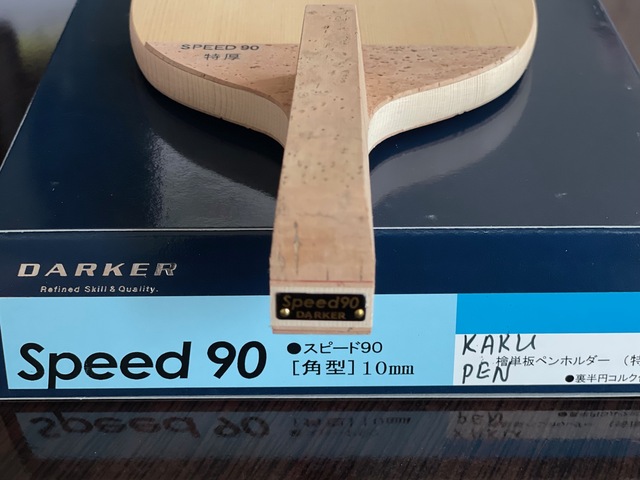 SPEED 90
特厚
DARKER
Refined Skill & Quality.
Speed90
DARKER
Speed 90
●スピード90
[角型]10mm
KAKU
PEN
檜単板ペンホルダー （特
●裏半円コルク